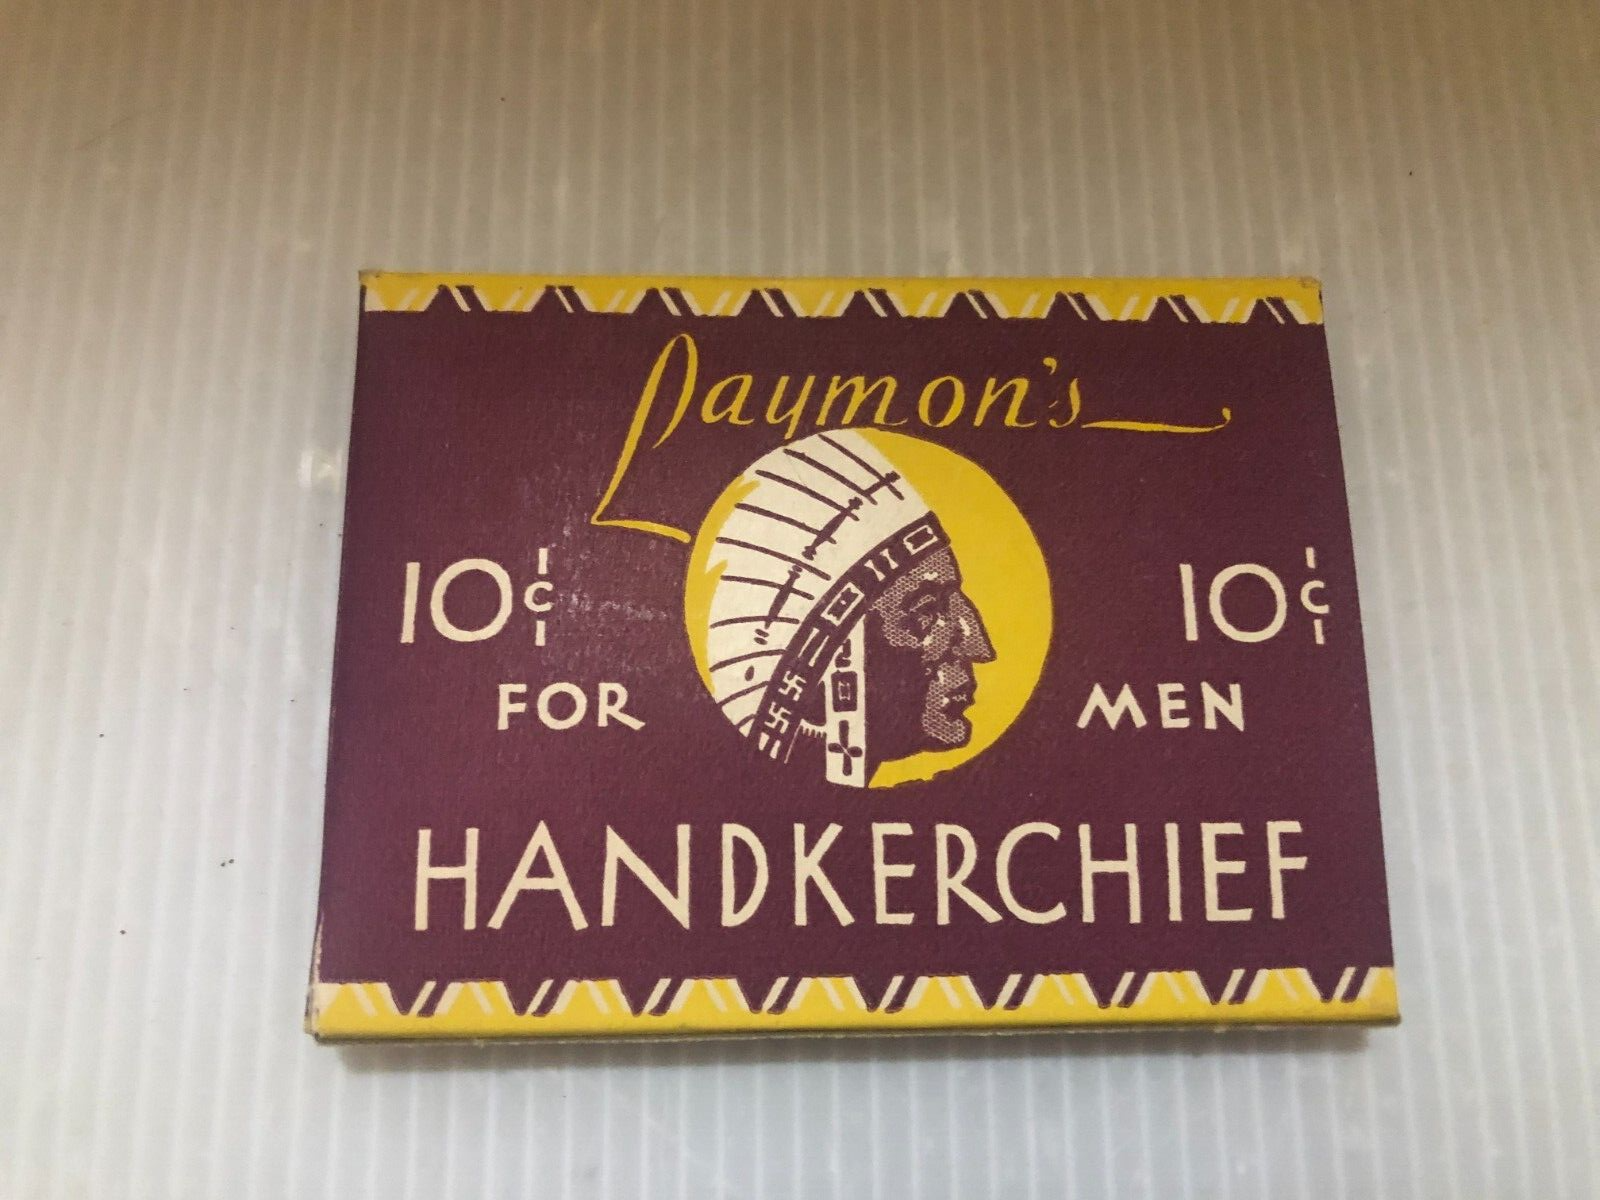 Laymon's
10¢ 10¢
FOR MEN
HANDKERCHIEF